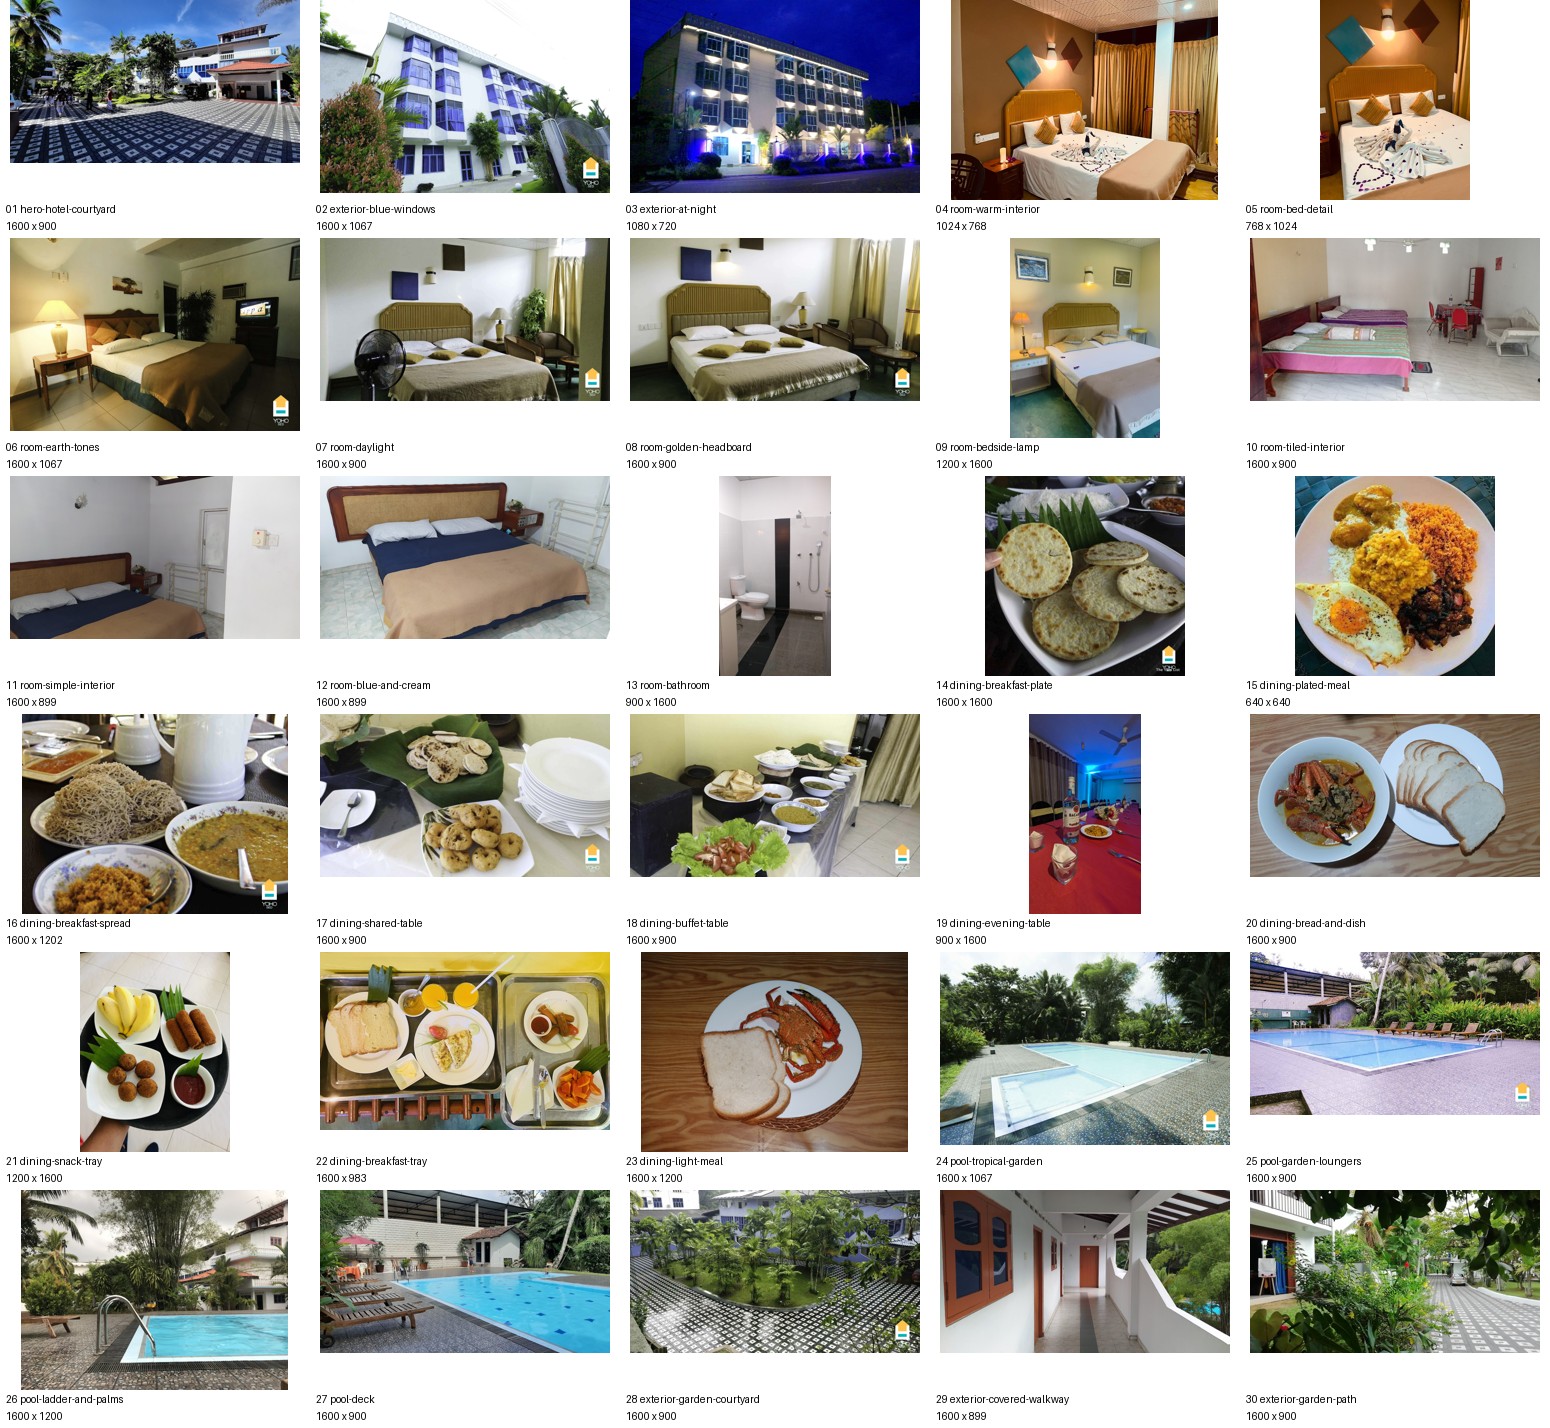 01 hero-hotel-courtyard
1600 x 900
02 exterior-blue-windows
1600 x 1067
03 exterior-at-night
1080 x 720
04 room-warm-interior
1024 x 768
05 room-bed-detail
768 x 1024
YOHO
06 room-earth-tones
1600 x 1067
07 room-daylight
1600 x 900
08 room-golden-headboard
1600 x 900
09 room-bedside-lamp
1200 x 1600
10 room-tiled-interior
1600 x 900
YOHO
11 room-simple-interior
1600 x 899
12 room-blue-and-cream
1600 x 899
13 room-bathroom
900 x 1600
14 dining-breakfast-plate
1600 x 1600
15 dining-plated-meal
640 x 640
YOHO
16 dining-breakfast-spread
1600 x 1202
17 dining-shared-table
1600 x 900
18 dining-buffet-table
1600 x 900
19 dining-evening-table
900 x 1600
20 dining-bread-and-dish
1600 x 900
YOHO
21 dining-snack-tray
1200 x 1600
22 dining-breakfast-tray
1600 x 983
23 dining-light-meal
1600 x 1200
24 pool-tropical-garden
1600 x 1067
25 pool-garden-loungers
1600 x 900
26 pool-ladder-and-palms
1600 x 1200
27 pool-deck
1600 x 900
28 exterior-garden-courtyard
1600 x 900
29 exterior-covered-walkway
1600 x 899
30 exterior-garden-path
1600 x 900